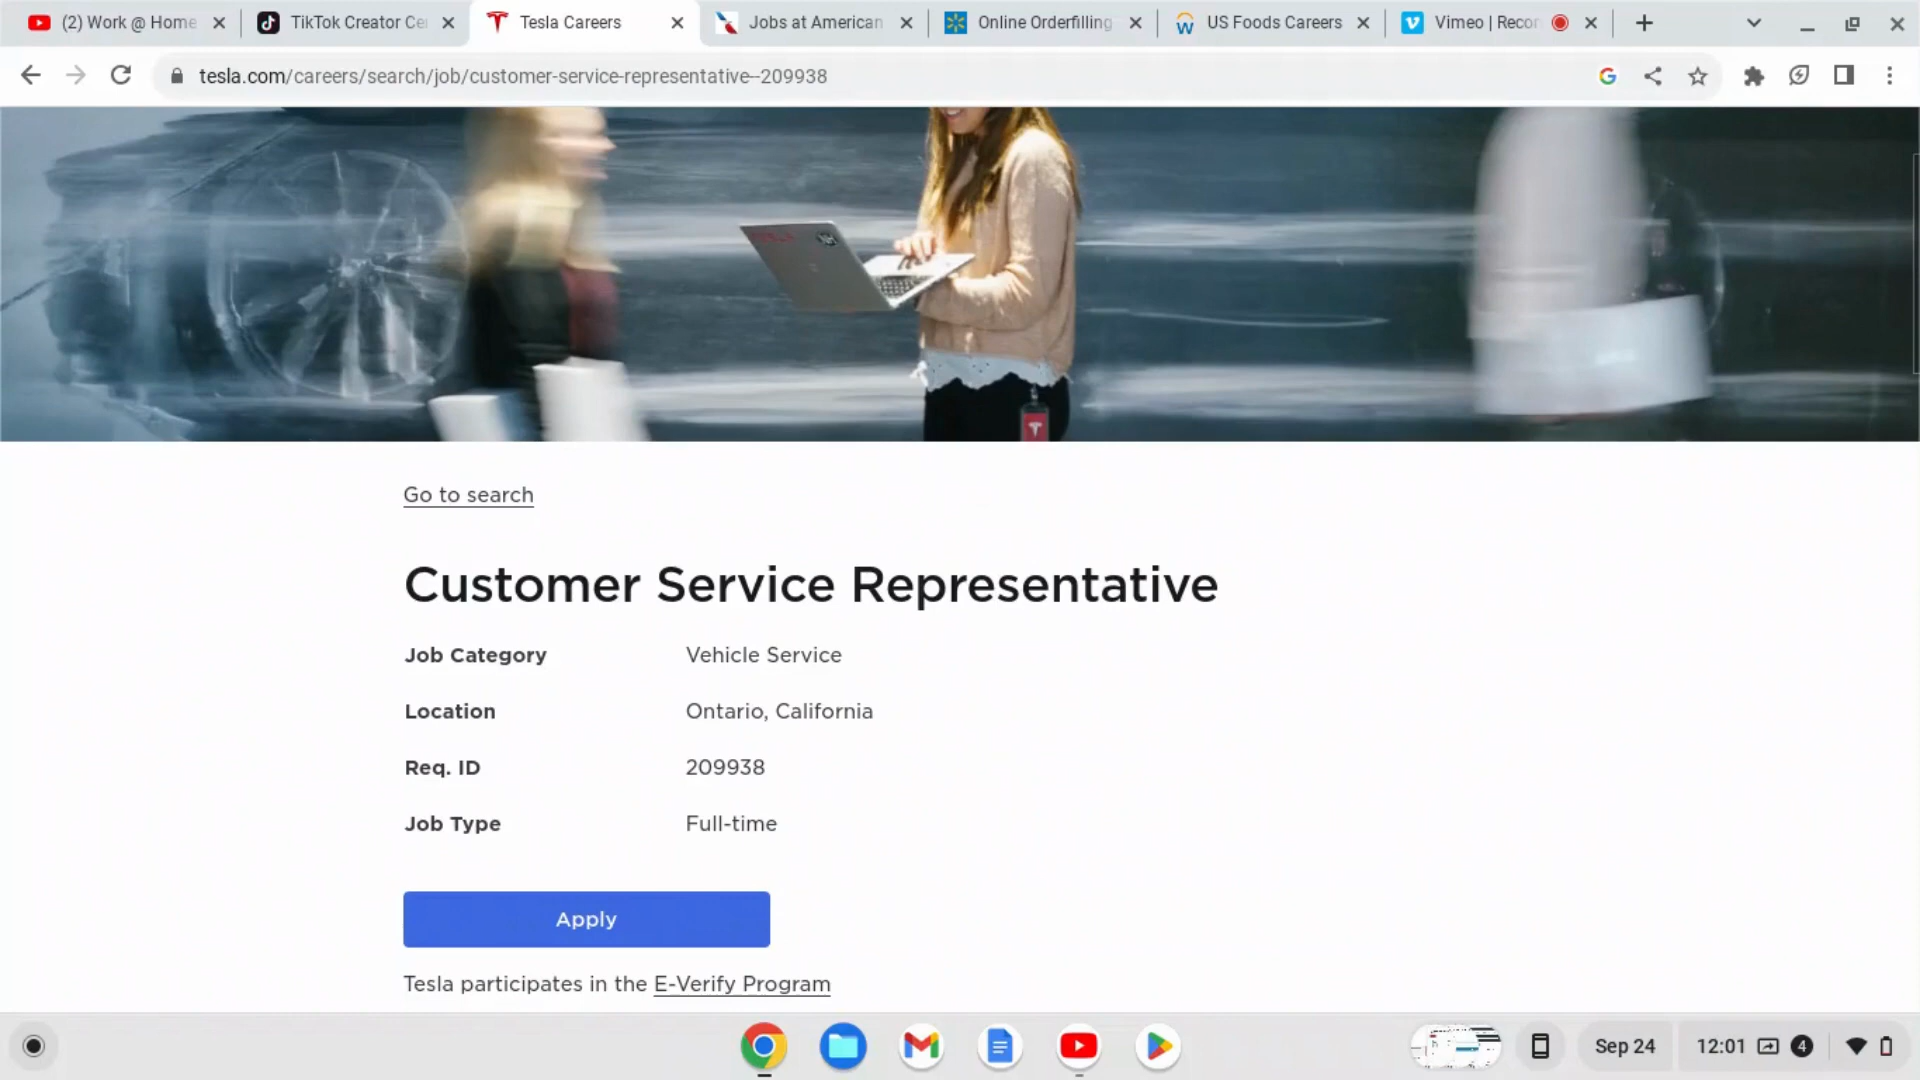 (2) Work @ Home
TikTok Creator Ce
Tesla Careers
Jobs at American
Online Orderfilling
US Foods Careers
Vimeo | Recor
tesla.com/careers/search/job/customer-service-representative--209938
Go to search
Customer Service Representative
Job Category Vehicle Service
Location Ontario, California
Req. ID 209938
Job Type Full-time
Apply
Tesla participates in the E-Verify Program
Sep 24
12:01
4